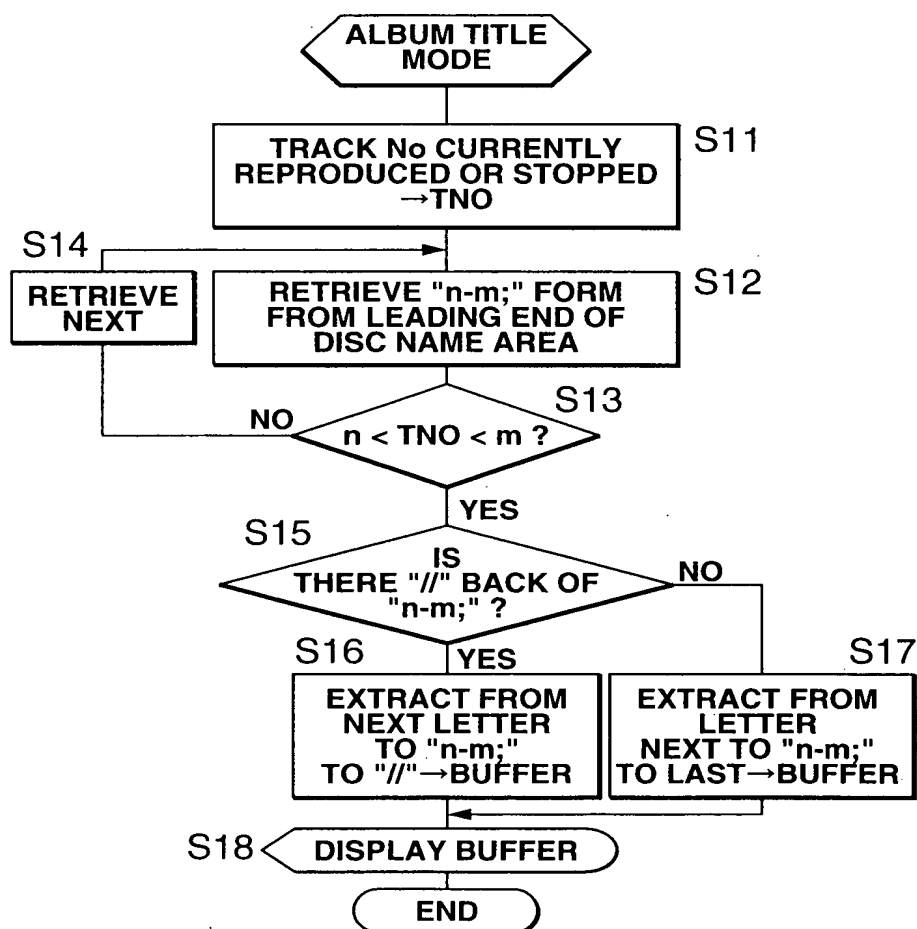 ALBUM TITLE
MODE
TRACK No CURRENTLY
REPRODUCED OR STOPPED
→TNO
S11
S14
RETRIEVE
NEXT
RETRIEVE "n-m;" FORM
FROM LEADING END OF
DISC NAME AREA
S12
S13
NO
n < TNO < m ?
YES
S15
IS
THERE "//" BACK OF
"n-m;" ?
NO
S16
YES
S17
EXTRACT FROM
NEXT LETTER
TO "n-m;"
TO "//"→BUFFER
EXTRACT FROM
LETTER
NEXT TO "n-m;"
TO LAST→BUFFER
S18
DISPLAY BUFFER
END